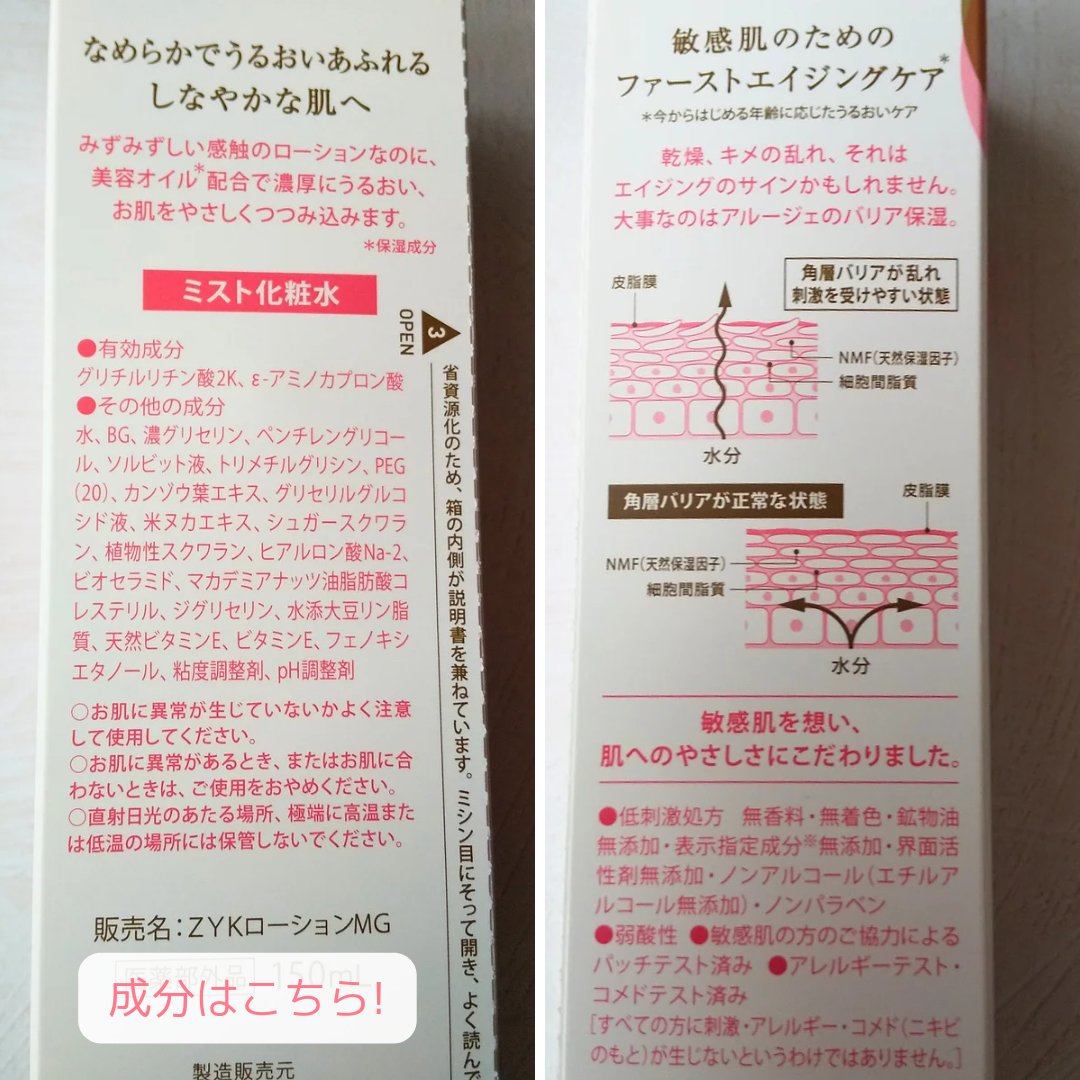 なめらかでうるおいあふれる
しなやかな肌へ
みずみずしい感触のローションなのに、
美容オイル*配合で濃厚にうるおい、
お肌をやさしくつつみ込みます。
*保湿成分
ミスト化粧水
●有効成分
グリチルリチン酸2K、ε-アミノカプロン酸
●その他の成分
水、BG、濃グリセリン、ペンチレングリコー
ル、ソルビット液、トリメチルグリシン、PEG
(20)、カンゾウ葉エキス、グリセリルグルコ
シド液、米ヌカエキス、シュガースクワラ
ン、植物性スクワラン、ヒアルロン酸Na-2、
ビオセラミド、マカデミアナッツ油脂肪酸コ
レステリル、ジグリセリン、水添大豆リン脂
質、天然ビタミンE、ビタミンE、フェノキシ
エタノール、粘度調整剤、pH調整剤
○お肌に異常が生じていないかよく注意
して使用してください。
○お肌に異常があるとき、またはお肌に合
わないときは、ご使用をおやめください。
○直射日光のあたる場所、極端に高温また
は低温の場所には保管しないでください。
販売名:ZYKローションMG
医薬部外品 150mL
成分はこちら!
製造販売元
3
OPEN
省資源化のため、箱の内側が説明書を兼ねています。ミシン目にそって開き、よく読んで
敏感肌のための
ファーストエイジングケア*
*今からはじめる年齢に応じたうるおいケア
乾燥、キメの乱れ、それは
エイジングのサインかもしれません。
大事なのはアルージェのバリア保湿。
角層バリアが乱れ
刺激を受けやすい状態
皮脂膜
NMF(天然保湿因子)
細胞間脂質
水分
角層バリアが正常な状態
皮脂膜
NMF(天然保湿因子)
細胞間脂質
水分
敏感肌を想い、
肌へのやさしさにこだわりました。
●低刺激処方 無香料・無着色・鉱物油
無添加・表示指定成分※無添加・界面活
性剤無添加・ノンアルコール(エチルア
ルコール無添加)・ノンパラベン
●弱酸性 ●敏感肌の方のご協力による
パッチテスト済み ●アレルギーテスト・
コメドテスト済み
[すべての方に刺激・アレルギー・コメド(ニキビ
のもと)が生じないというわけではありません。]